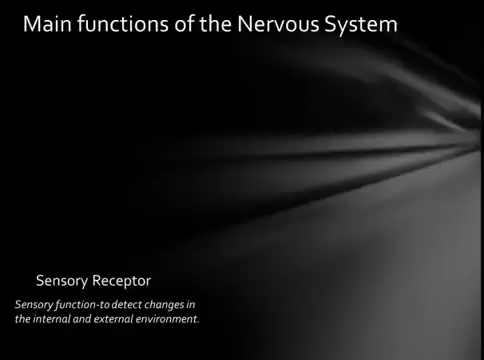 Main functions of the Nervous System
Sensory Receptor
Sensory function-to detect changes in
the internal and external environment.